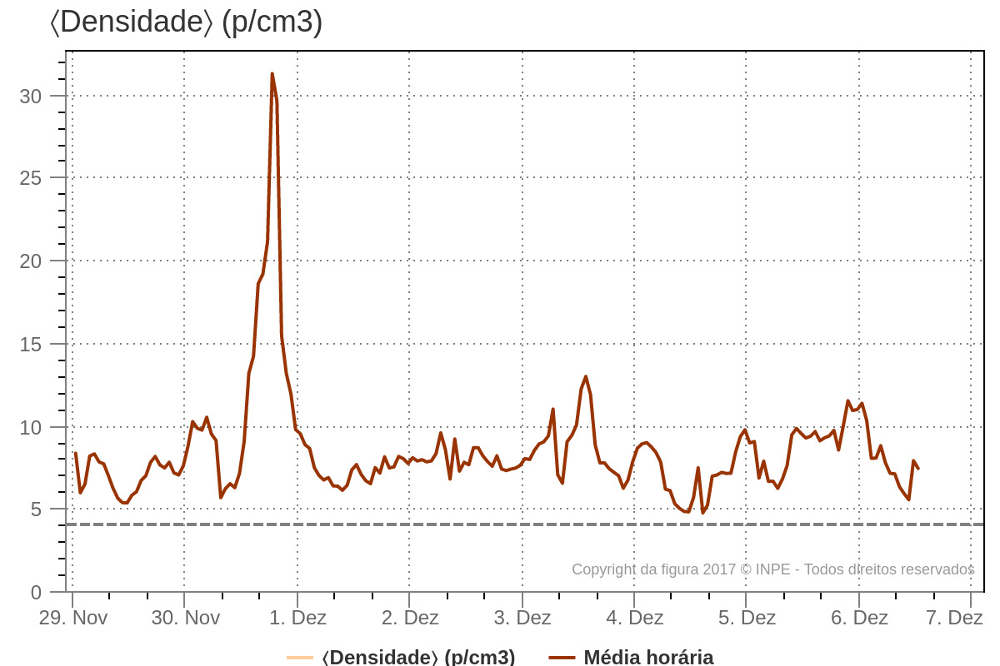 ⟨Densidade⟩ (p/cm3)
30
25
20
15
10
5
0
Copyright da figura 2017 © INPE - Todos direitos reservados
29. Nov 30. Nov 1. Dez 2. Dez 3. Dez 4. Dez 5. Dez 6. Dez 7. Dez
⟨Densidade⟩ (p/cm3) Média horária